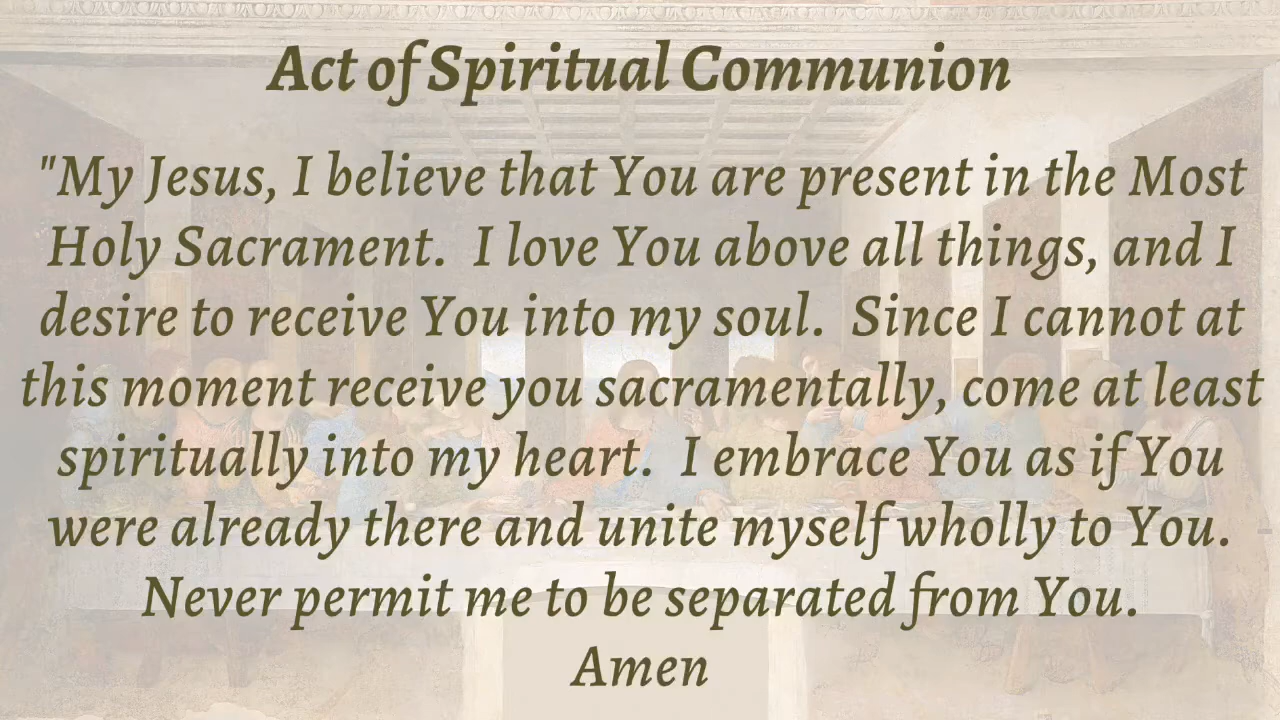 Act of Spiritual Communion
"My Jesus, I believe that You are present in the Most
Holy Sacrament.  I love You above all things, and I
desire to receive You into my soul.  Since I cannot at
this moment receive you sacramentally, come at least
spiritually into my heart.  I embrace You as if You
were already there and unite myself wholly to You.
Never permit me to be separated from You.
Amen